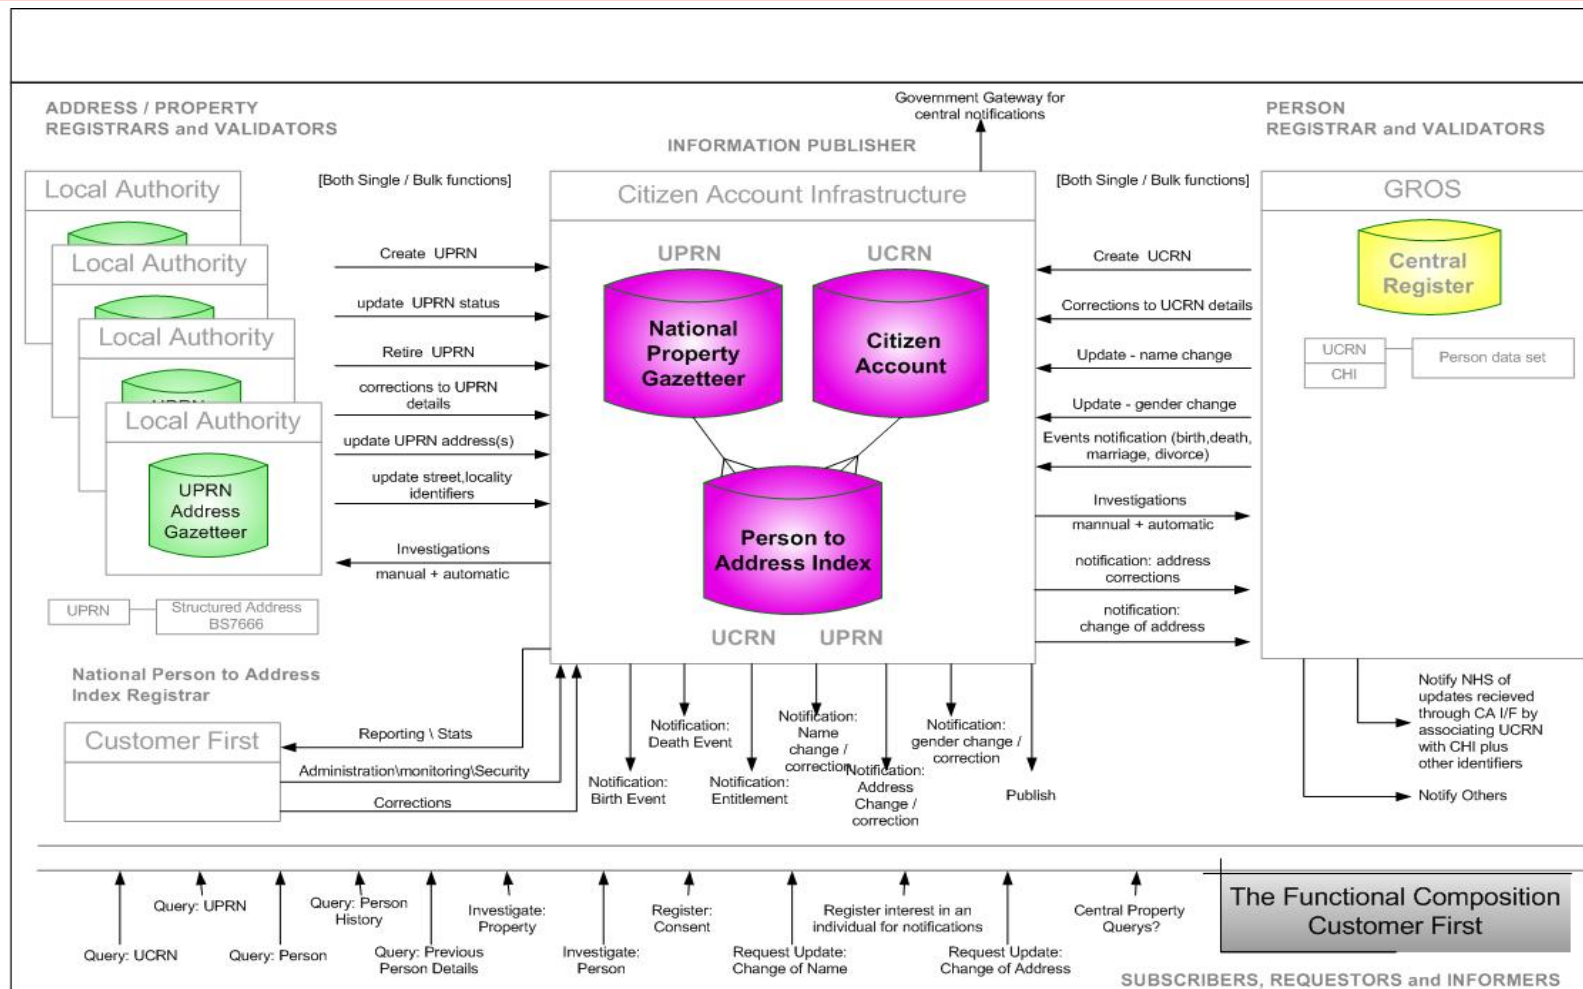 ADDRESS / PROPERTY
REGISTRARS and VALIDATORS
Government Gateway for
central notifications
PERSON
REGISTRAR and VALIDATORS
INFORMATION PUBLISHER
[Both Single / Bulk functions]
[Both Single / Bulk functions]
Local Authority
Local Authority
Local Authority
UPRN
Local Authority
UPRN
Address
Gazetteer
UPRN
Structured Address
BS7666
Create UPRN
update UPRN status
Retire UPRN
corrections to UPRN
details
update UPRN address(s)
update street,locality
identifiers
Investigations
manual + automatic
Citizen Account Infrastructure
UPRN
UCRN
National
Property
Gazetteer
Citizen
Account
Person to
Address Index
UCRN
UPRN
Create UCRN
Corrections to UCRN details
Update - name change
Update - gender change
Events notification (birth,death,
marriage, divorce)
Investigations
mannual + automatic
notification: address
corrections
notification:
change of address
GROS
Central
Register
UCRN
CHI
Person data set
National Person to Address
Index Registrar
Customer First
Reporting \ Stats
Administration\monitoring\Security
Corrections
Notification:
Birth Event
Notification:
Death Event
Notification:
Entitlement
Notification:
Name
change /
correction
Notification:
Address
Change /
correction
Notification:
gender change /
correction
Publish
Notify NHS of
updates recieved
through CA I/F by
associating UCRN
with CHI plus
other identifiers
Notify Others
Query: UCRN
Query: UPRN
Query: Person
Query: Person
History
Query: Previous
Person Details
Investigate:
Property
Investigate:
Person
Register:
Consent
Request Update:
Change of Name
Register interest in an
individual for notifications
Request Update:
Change of Address
Central Property
Querys?
The Functional Composition
Customer First
SUBSCRIBERS, REQUESTORS and INFORMERS